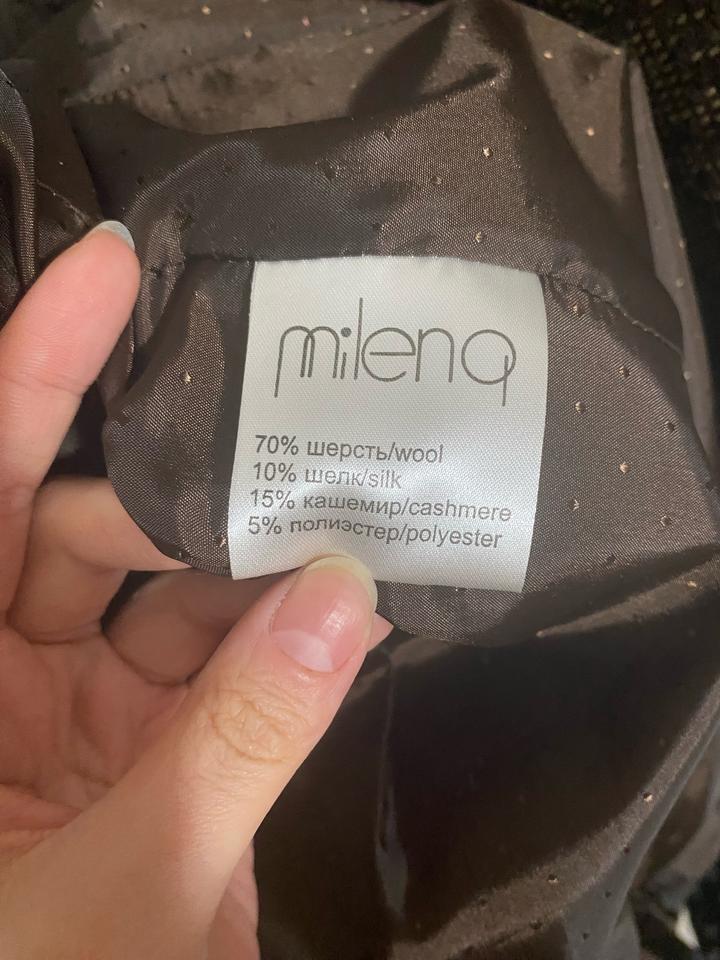 milena
70% шерсть/wool
10% шелк/silk
15% кашемир/cashmere
5% полиэстер/polyester